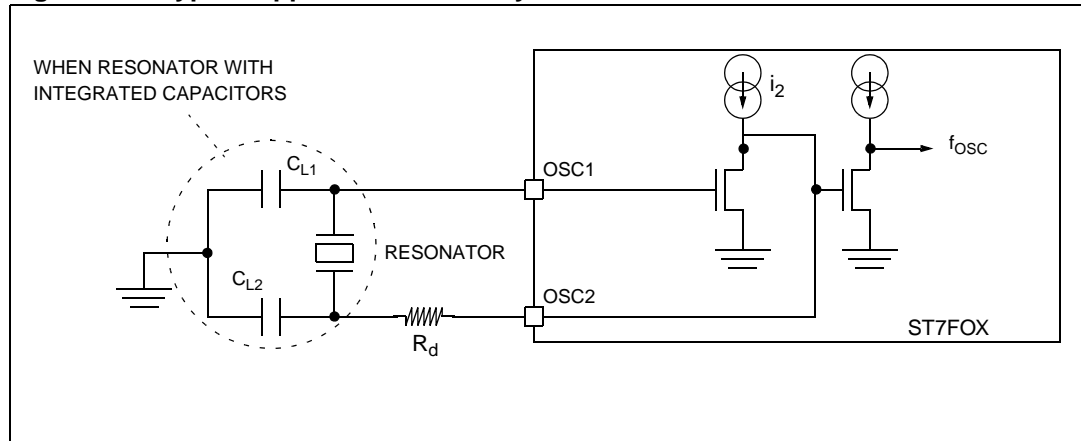 WHEN RESONATOR WITH
INTEGRATED CAPACITORS
CL1
OSC1
i2
fOSC
RESONATOR
CL2
OSC2
Rd
ST7FOX